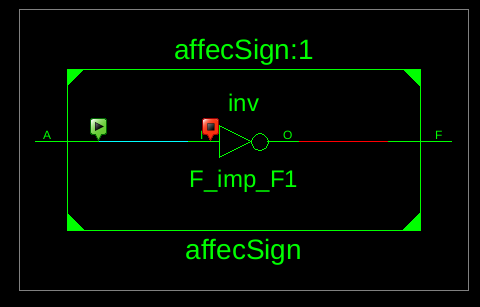 affecSign:1
inv
A
I
O
F
F_imp_F1
affecSign